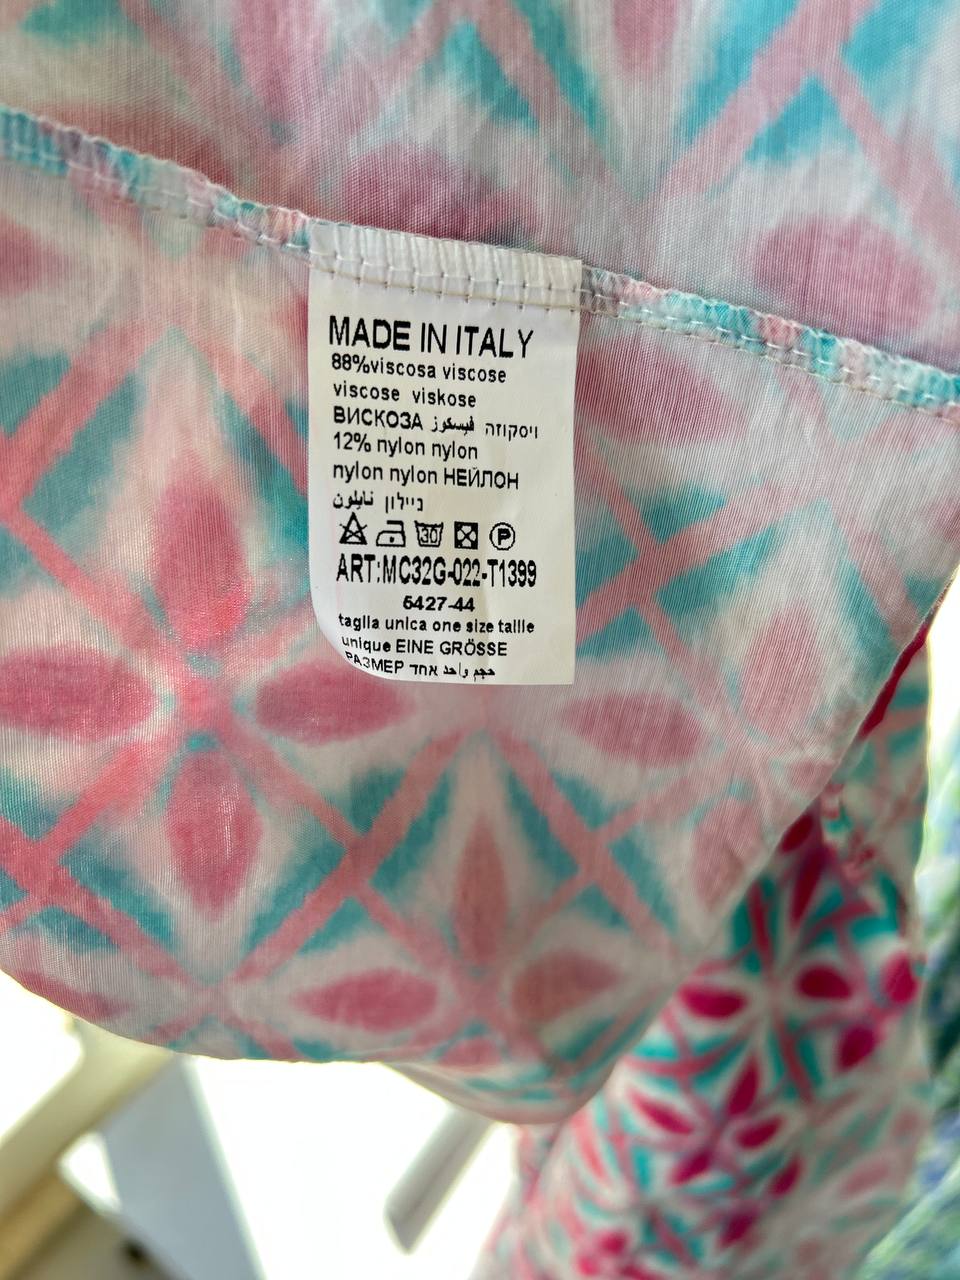 MADE IN ITALY
88%viscosa viscose
viscose viskose
ВИСКОЗА فيسكوز ויסקוזה
12% nylon nylon
nylon nylon НЕЙЛОН
نايلون ניילון
30 P
ART:MC32G-022-T1399
6427-44
taglia unica one size taille
unique EINE GRÖSSE
РАЗМЕР אחד حجم واحد